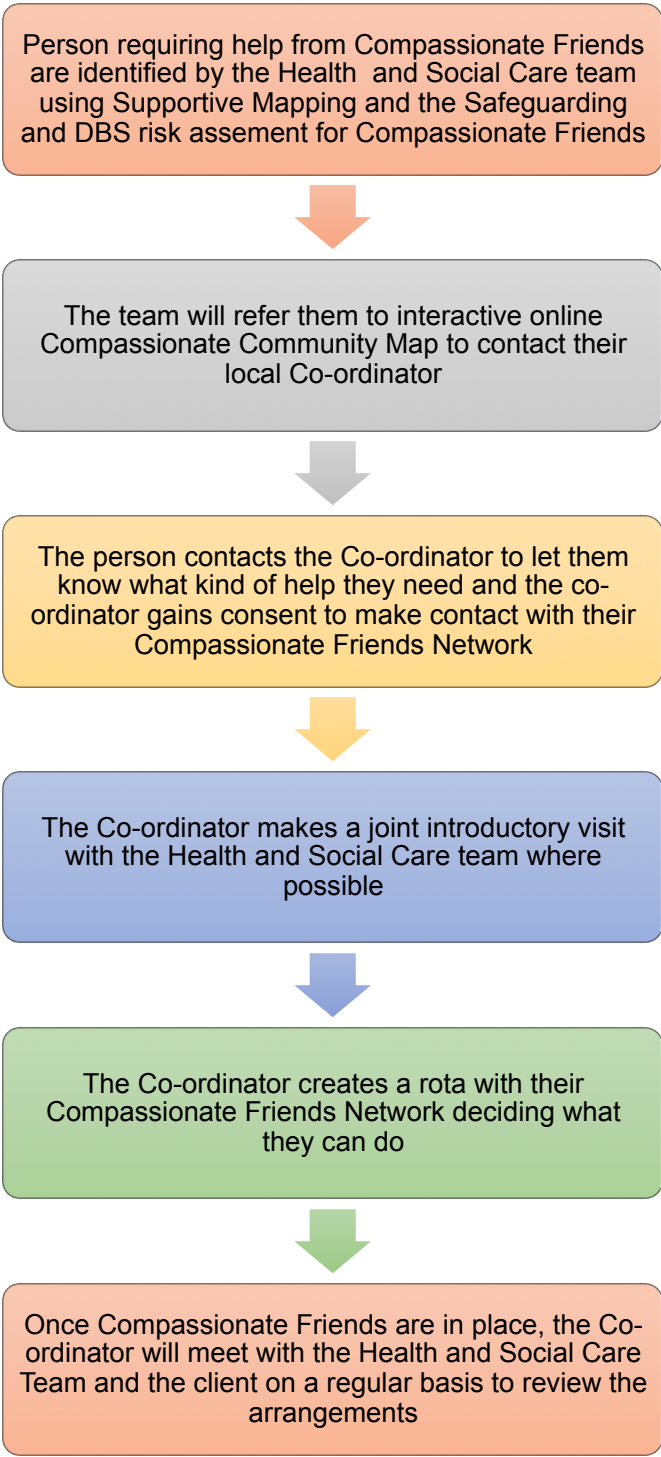 Person requiring help from Compassionate Friends
are identified by the Health and Social Care team
using Supportive Mapping and the Safeguarding
and DBS risk assement for Compassionate Friends
The team will refer them to interactive online
Compassionate Community Map to contact their
local Co-ordinator
The person contacts the Co-ordinator to let them
know what kind of help they need and the co-
ordinator gains consent to make contact with their
Compassionate Friends Network
The Co-ordinator makes a joint introductory visit
with the Health and Social Care team where
possible
The Co-ordinator creates a rota with their
Compassionate Friends Network deciding what
they can do
Once Compassionate Friends are in place, the Co-
ordinator will meet with the Health and Social Care
Team and the client on a regular basis to review the
arrangements